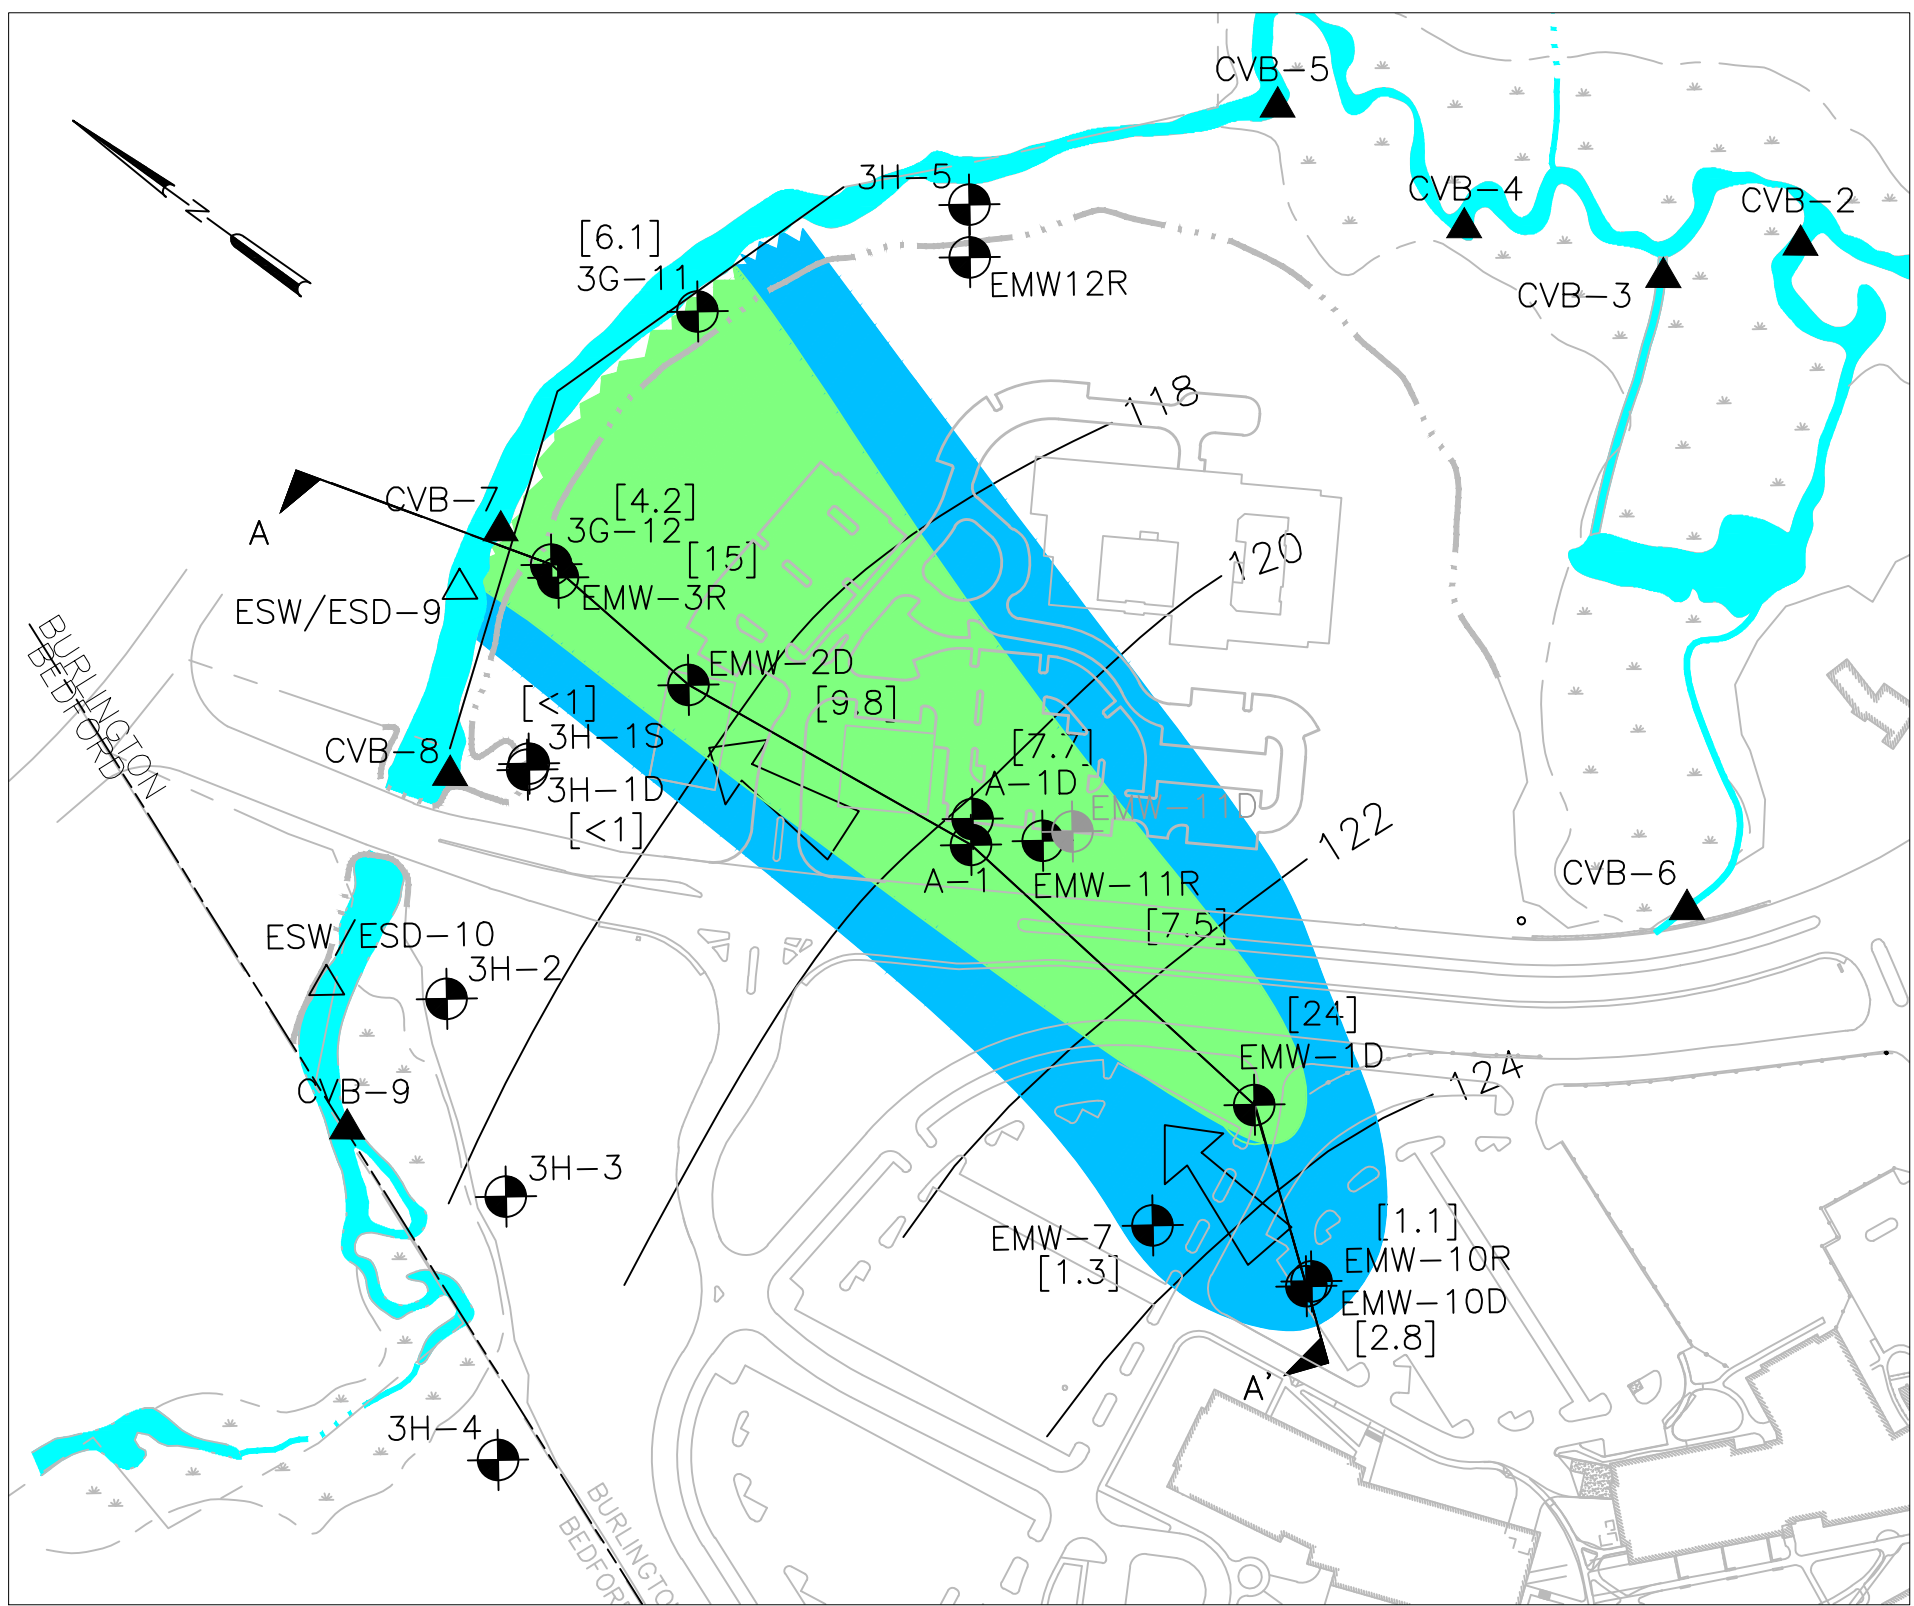 CVB-5
3H-5
CVB-4
CVB-2
N
[6.1]
3G-11
EMW12R
CVB-3
118
CVB-7
[4.2]
3G-12
A
[15]
120
EMW-3R
ESW/ESD-9
BURLINGTON
BEDFORD
EMW-2D
[9.8]
[<1]
3H-1S
CVB-8
3H-1D
[<1]
[7.7]
A-1D
EMW-11D
122
A-1
EMW-11R
CVB-6
[7.5]
ESW/ESD-10
3H-2
[24]
EMW-1D
124
CVB-9
3H-3
[1.1]
EMW-7
[1.3]
EMW-10R
EMW-10D
[2.8]
A'
3H-4
BURLINGTO
BEDFOR